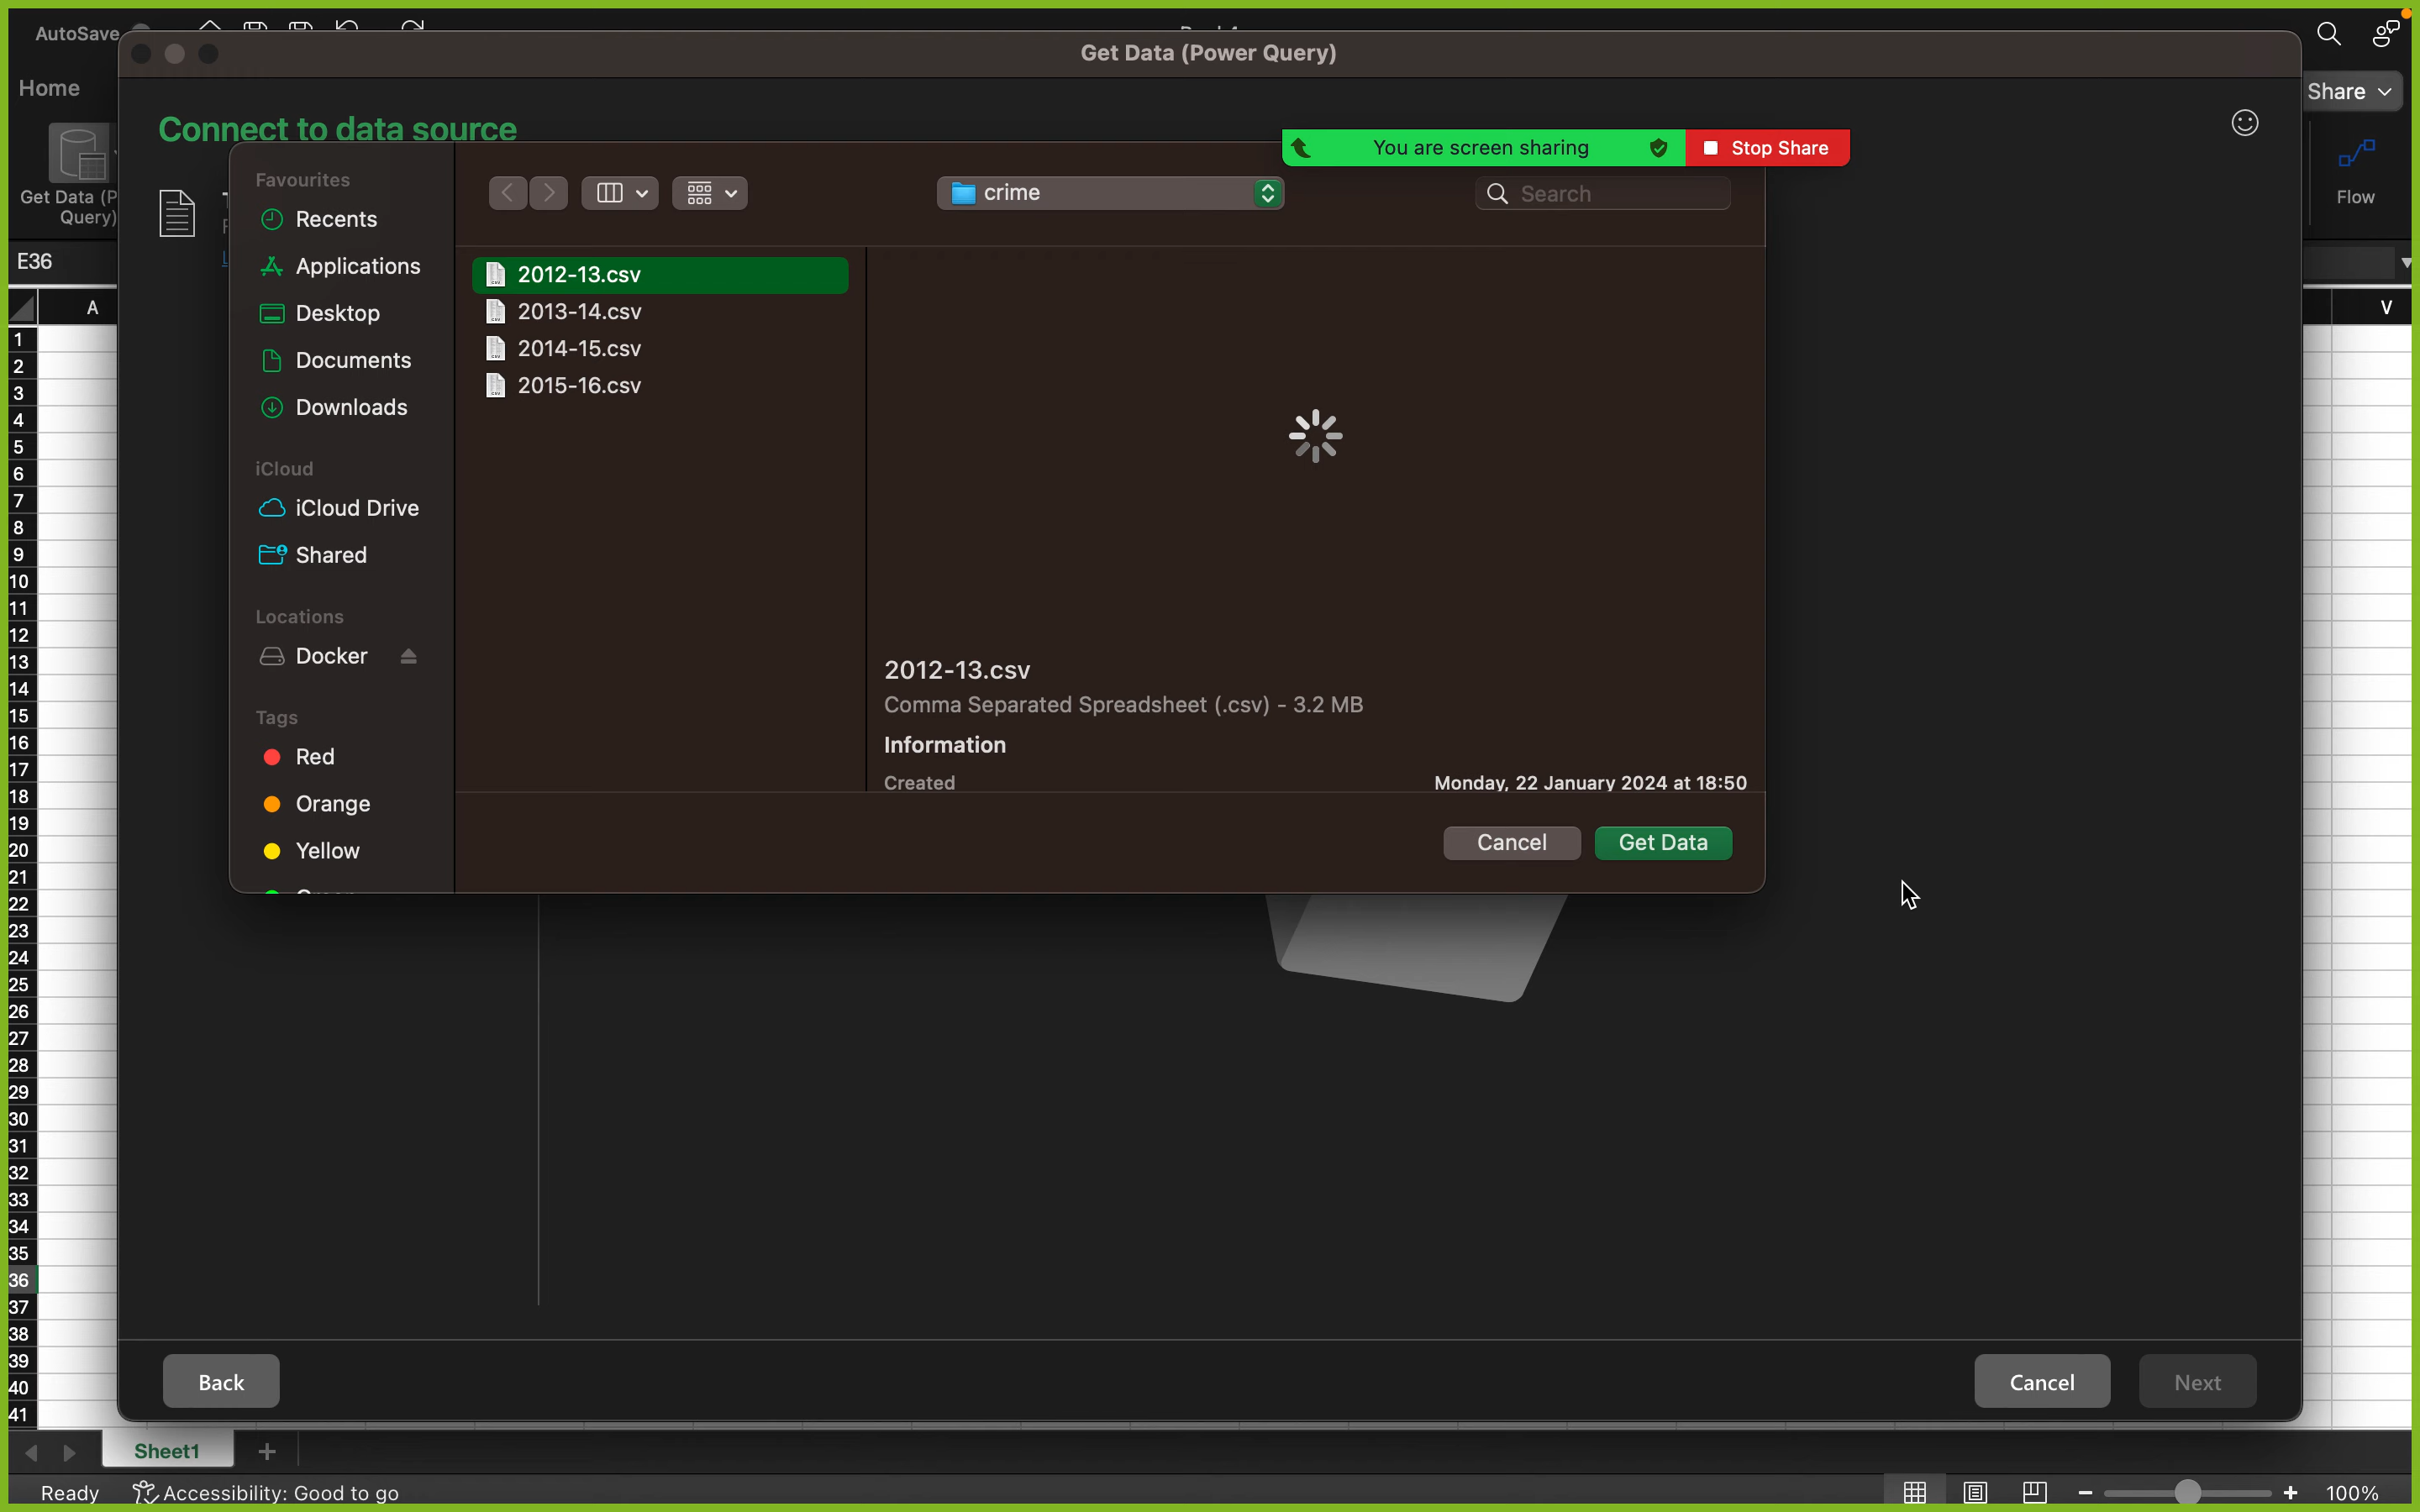 AutoSave
Get Data (Power Query)
Home
Share
Connect to data source
You are screen sharing
Stop Share
Get Data (P
Query)
Flow
Favourites
Recents
Applications
Desktop
Documents
Downloads
iCloud
iCloud Drive
Shared
Locations
Docker
Tags
Red
Orange
Yellow
crime
Search
2012-13.csv
2013-14.csv
2014-15.csv
2015-16.csv
2012-13.csv
Comma Separated Spreadsheet (.csv) - 3.2 MB
Information
Created Monday, 22 January 2024 at 18:50
Cancel Get Data
E36
A
V
1
2
3
4
5
6
7
8
9
10
11
12
13
14
15
16
17
18
19
20
21
22
23
24
25
26
27
28
29
30
31
32
33
34
35
36
37
38
39
40
41
Back
Cancel
Next
Sheet1
Ready
Accessibility: Good to go
100%